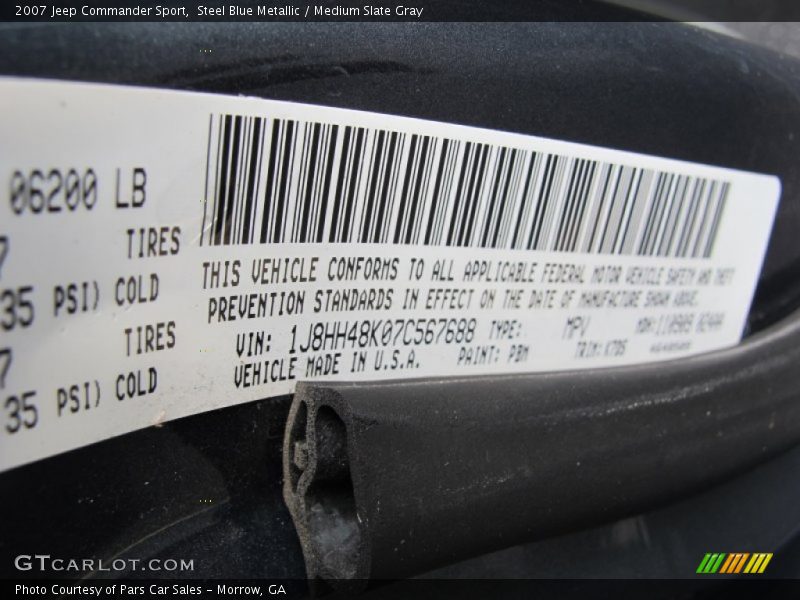 2007 Jeep Commander Sport,  Steel Blue Metallic / Medium Slate Gray
06200 LB
TIRES
35 PSI) COLD
TIRES
35 PSI) COLD
THIS VEHICLE CONFORMS TO ALL APPLICABLE FEDERAL MOTOR VEHICLE SAFETY AND THEFT
PREVENTION STANDARDS IN EFFECT ON THE DATE OF MANUFACTURE SHOWN ABOVE.
VIN: 1J8HH48K07C567688 TYPE: MPV MDH:
VEHICLE MADE IN U.S.A. PAINT: PBM TRIM:
GTCARLOT.COM
Photo Courtesy of Pars Car Sales - Morrow, GA